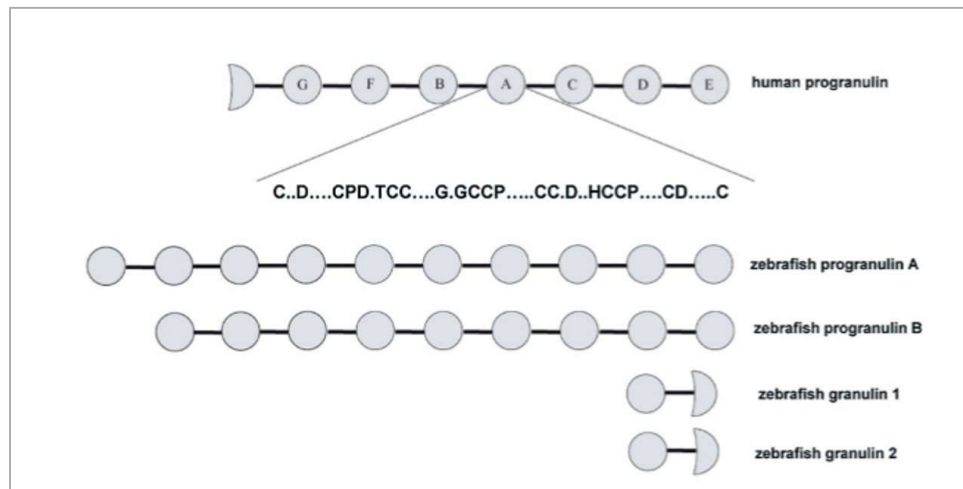 G F B A C D E human progranulin
C..D....CPD.TCC....G.GCCP.....CC.D..HCCP....CD.....C
zebrafish progranulin A
zebrafish progranulin B
zebrafish granulin 1
zebrafish granulin 2